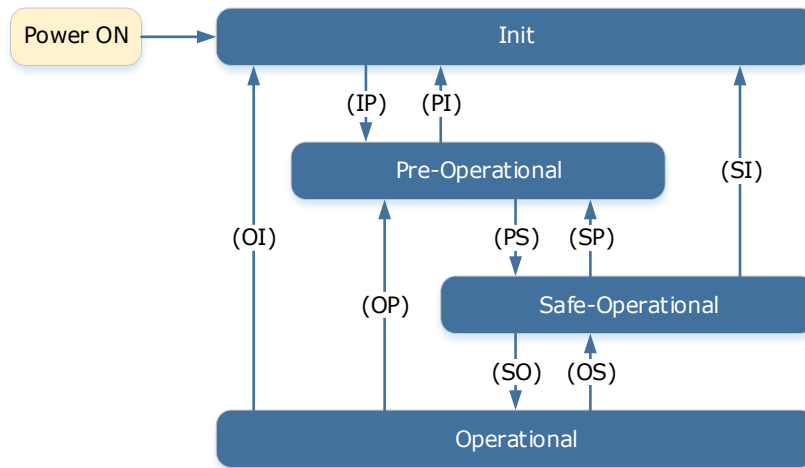 Power ON
Init
(IP)
(PI)
Pre-Operational
(SI)
(OI)
(PS)
(SP)
(OP)
Safe-Operational
(SO)
(OS)
Operational